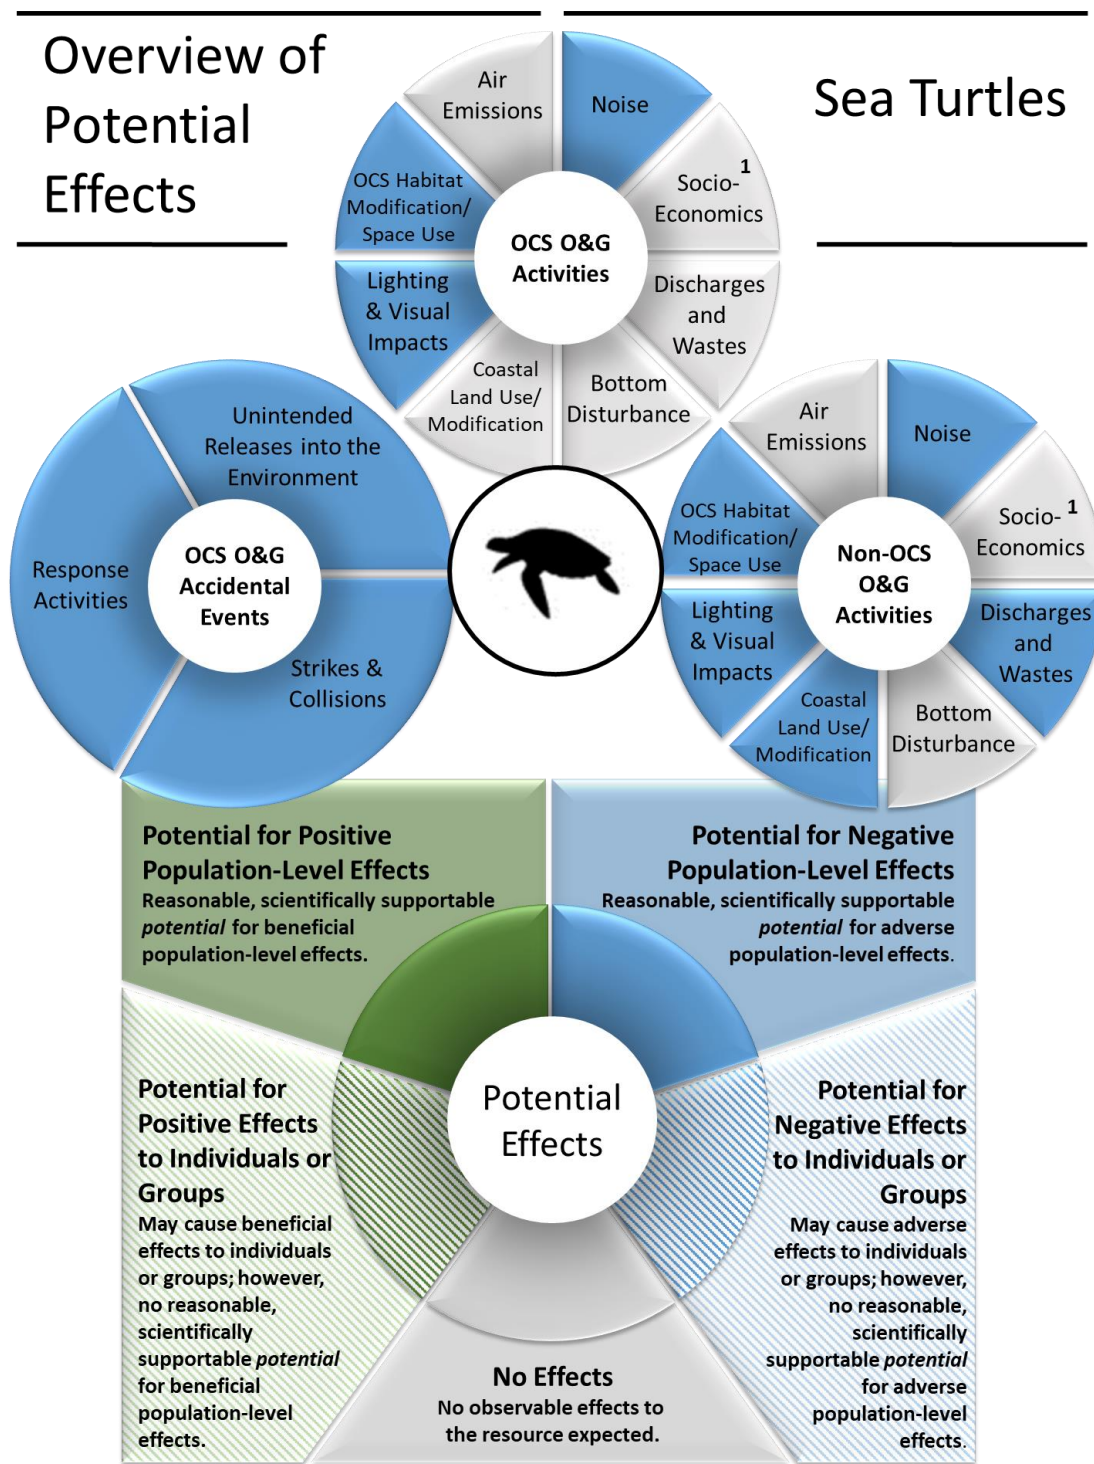 Overview of
Potential
Effects
Sea Turtles
Air
Emissions
Noise
OCS Habitat
Modification/
Space Use
Socio- 1
Economics
OCS O&G
Activities
Lighting
& Visual
Impacts
Discharges
and
Wastes
Coastal
Land Use/
Modification
Bottom
Disturbance
Unintended
Releases into the
Environment
Response
Activities
OCS O&G
Accidental
Events
Strikes &
Collisions
Air
Emissions
Noise
OCS Habitat
Modification/
Space Use
Socio- 1
Economics
Non-OCS
O&G
Activities
Lighting
& Visual
Impacts
Discharges
and
Wastes
Coastal
Land Use/
Modification
Bottom
Disturbance
Potential for Positive
Population-Level Effects
Reasonable, scientifically supportable
potential for beneficial
population-level effects.
Potential for Negative
Population-Level Effects
Reasonable, scientifically supportable
potential for adverse
population-level effects.
Potential
Effects
Potential for
Positive Effects
to Individuals or
Groups
May cause beneficial
effects to individuals
or groups; however,
no reasonable,
scientifically
supportable potential
for beneficial
population-level
effects.
Potential for
Negative Effects
to Individuals or
Groups
May cause adverse
effects to individuals
or groups; however,
no reasonable,
scientifically
supportable potential
for adverse
population-level
effects.
No Effects
No observable effects to
the resource expected.